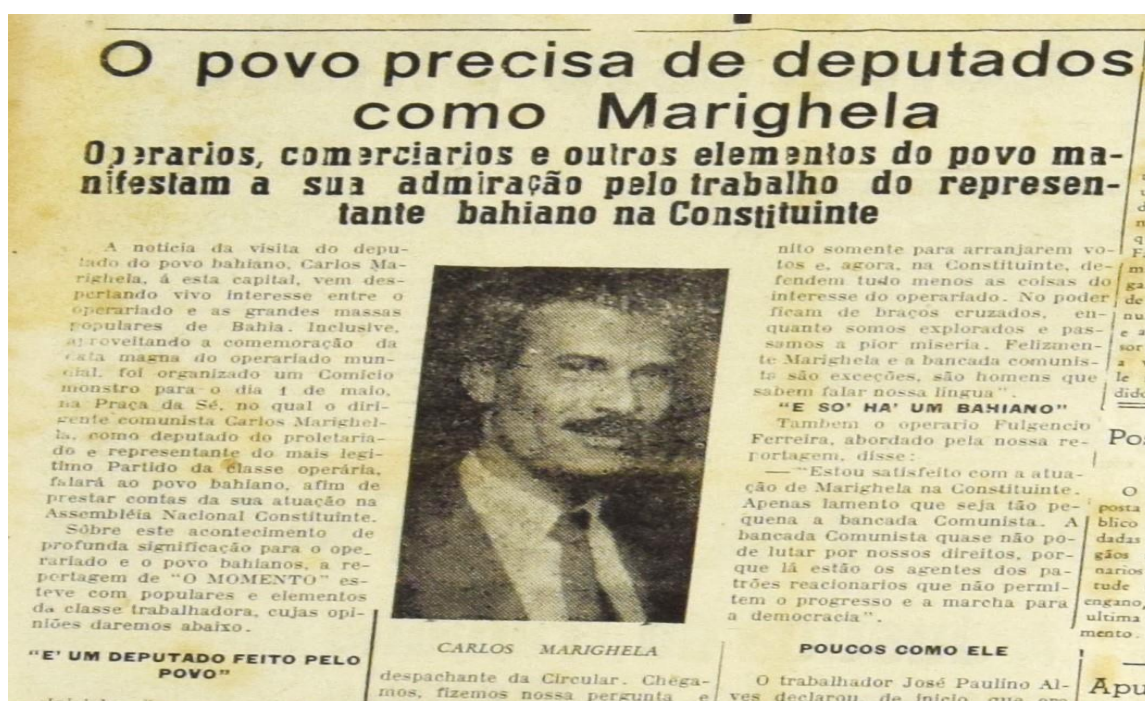 O povo precisa de deputados
como Marighela
Operarios, comerciarios e outros elementos do povo ma-
nifestam a sua admiração pelo trabalho do represen-
tante bahiano na Constituinte
A noticia da visita do depu-
tado do povo bahiano, Carlos Ma-
righela, á esta capital, vem des-
pertando vivo interesse entre o
operariado e as grandes massas
populares de Bahia. Inclusive,
aproveitando a comemoração da
data magna do operariado mun-
dial, foi organizado um Comicio
monstro para o dia 1 de maio,
na Praça da Sé, no qual o diri-
gente comunista Carlos Marighel-
la, como deputado do proletaria-
do e representante do mais legi-
timo Partido da classe operária,
falará ao povo bahiano, afim de
prestar contas da sua atuação na
Assembléia Nacional Constituinte.
Sôbre este acontecimento de
profunda significação para o ope-
rariado e o povo bahianos, a re-
portagem de "O MOMENTO" es-
teve com populares e elementos
da classe trabalhadora, cujas opi-
niões daremos abaixo.
"E' UM DEPUTADO FEITO PELO
POVO"
CARLOS MARIGHELA
despachante da Circular. Chega-
mos, fizemos nossa pergunta e
nito somente para arranjarem vo-
tos e, agora, na Constituinte, de-
fendem tudo menos as coisas do
interesse do operariado. No poder
ficam de braços cruzados, en-
quanto somos explorados e pas-
samos a pior miseria. Felizmen-
te Marighela e a bancada comunis-
ta são exceções, são homens que
sabem falar nossa lingua".
"E SO' HA' UM BAHIANO"
Tambem o operario Fulgencio
Ferreira, abordado pela nossa re-
portagem, disse:
— "Estou satisfeito com a atua-
ção de Marighela na Constituinte.
Apenas lamento que seja tão pe-
quena a bancada Comunista. A
bancada Comunista quase não po-
de lutar por nossos direitos, por-
que lá estão os agentes dos pa-
trões reacionarios que não permi-
tem o progresso e a marcha para
a democracia".
POUCOS COMO ELE
O trabalhador José Paulino Al-
ves declarou, de inicio, que
O
posta
blico
dadas
gãos
narios
rude
engano,
ultima
mento.
Apu